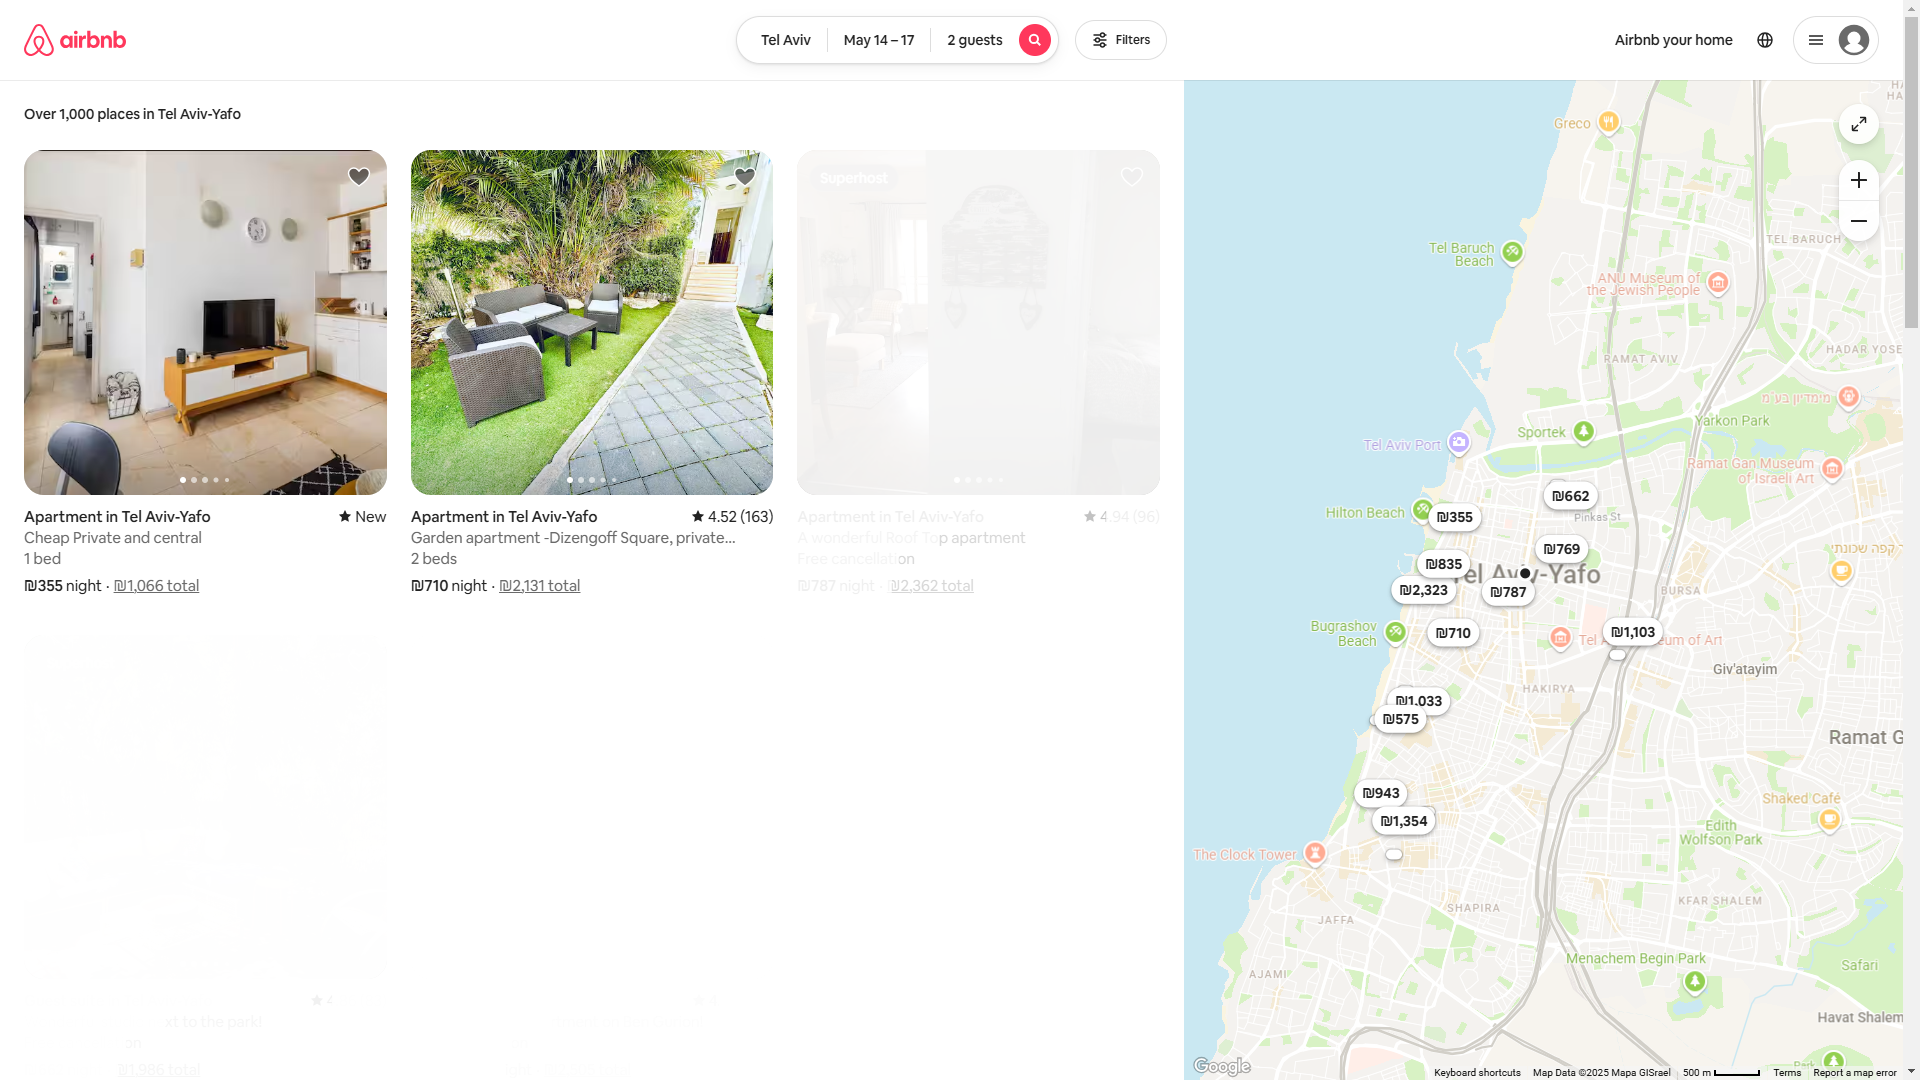 airbnb
Tel Aviv
May 14 – 17
2 guests
Filters
Airbnb your home
Over 1,000 places in Tel Aviv-Yafo
Apartment in Tel Aviv-Yafo
New
Cheap Private and central
1 bed
₪355 night · ₪1,066 total
Apartment in Tel Aviv-Yafo
4.52 (163)
Garden apartment -Dizengoff Square, private…
2 beds
₪710 night · ₪2,131 total
Superhost
Apartment in Tel Aviv-Yafo
4.94 (96)
A wonderful Roof Top apartment
Free cancellation
₪787 night · ₪2,362 total
xt to the park!
on
₪1,986 total
Greco
Tel Baruch
Beach
TEL BARUCH
ANU Museum of
the Jewish People
RAMAT AVIV
HADAR YOSE
מימדיון בע״מ
Yarkon Park
Sportek
Tel Aviv Port
Ramat Gan Museum
of Israeli Art
₪662
Hilton Beach
₪355
Pinkas St
₪769
קפה שכונתי
₪835
Tel Aviv-Yafo
₪2,323
₪787
BURSA
Bugrashov
Beach
₪710
₪1,103
Giv'atayim
HAKIRYA
₪1,033
₪575
Ramat G
₪943
₪1,354
Shaked Café
Edith
Wolfson Park
The Clock Tower
KFAR SHALEM
SHAPIRA
JAFFA
Menachem Begin Park
Safari
AJAMI
Havat Shalem
Park
Google
Keyboard shortcuts
Map Data ©2025 Mapa GISrael
500 m
Terms
Report a map error